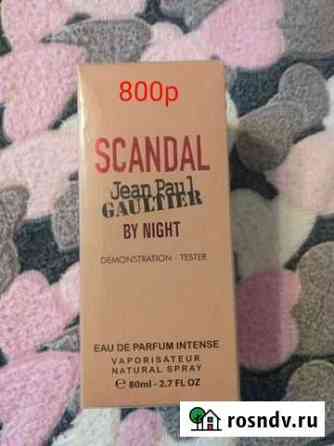 800р
SCANDAL
Jean Paul
GAULTIER
BY NIGHT
DEMONSTRATION - TESTER
EAU DE PARFUM INTENSE
VAPORISATEUR
NATURAL SPRAY
℮ 80ml - 2.7 FL OZ
rosndv.ru